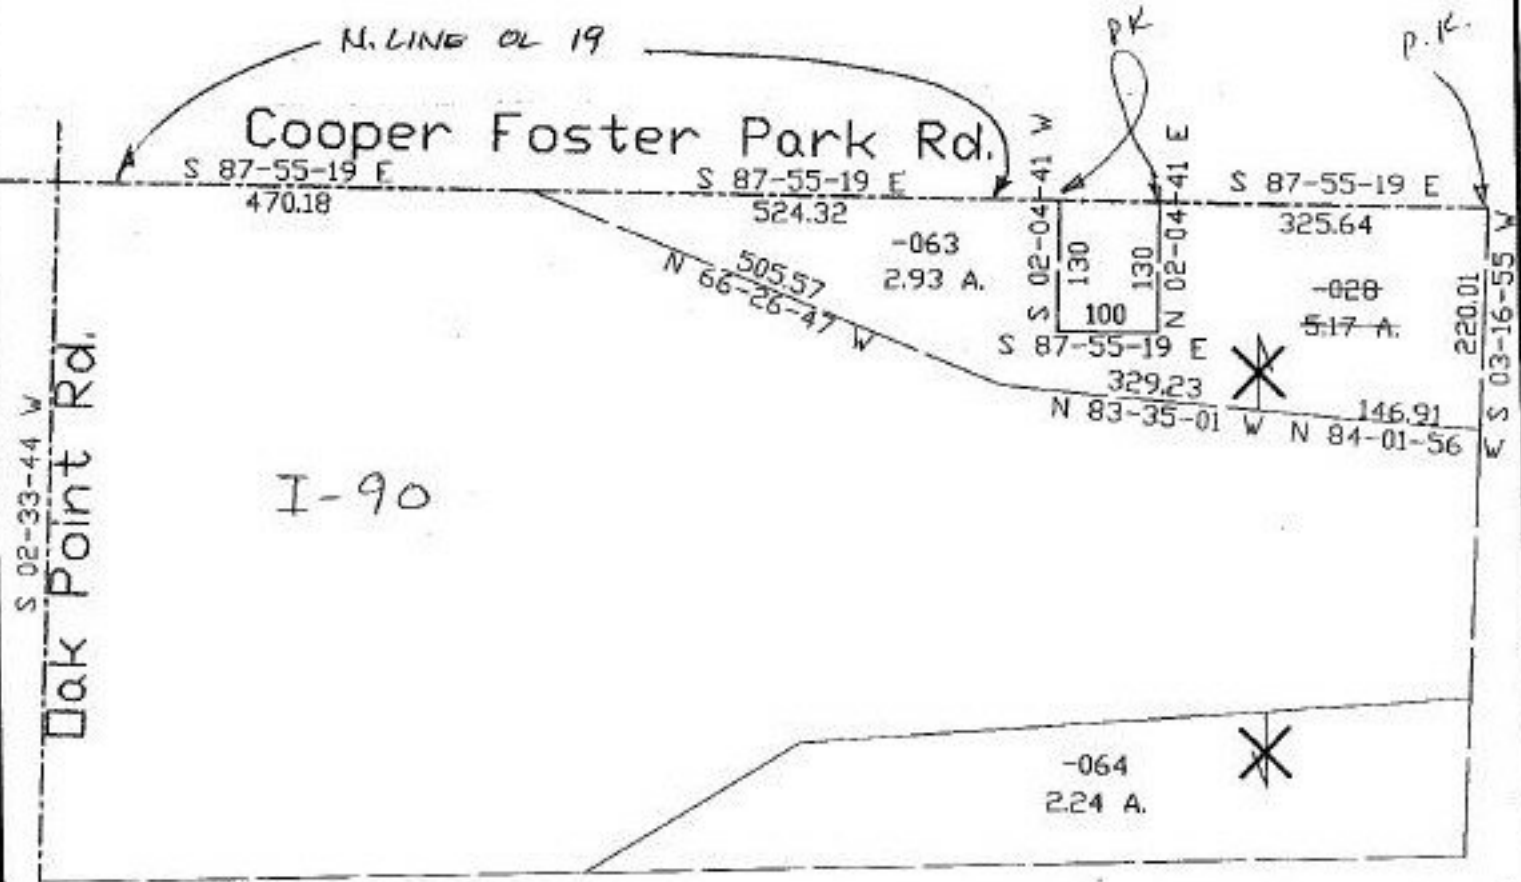 N. LINE OL 19
PK
P.K.
Cooper Foster Park Rd.
S 87-55-19 E
470.18
S 87-55-19 E
524.32
S 02-04-41 W
N 02-04-41 E
S 87-55-19 E
325.64
-063
2.93 A.
130
130
100
S 87-55-19 E
-028
5.17 A.
220.01
S 03-16-55 W
505.57
N 66-26-47 W
329.23
N 83-35-01 W
146.91
N 84-01-56 W
S 02-33-44 W
Oak Point Rd.
I-90
-064
2.24 A.